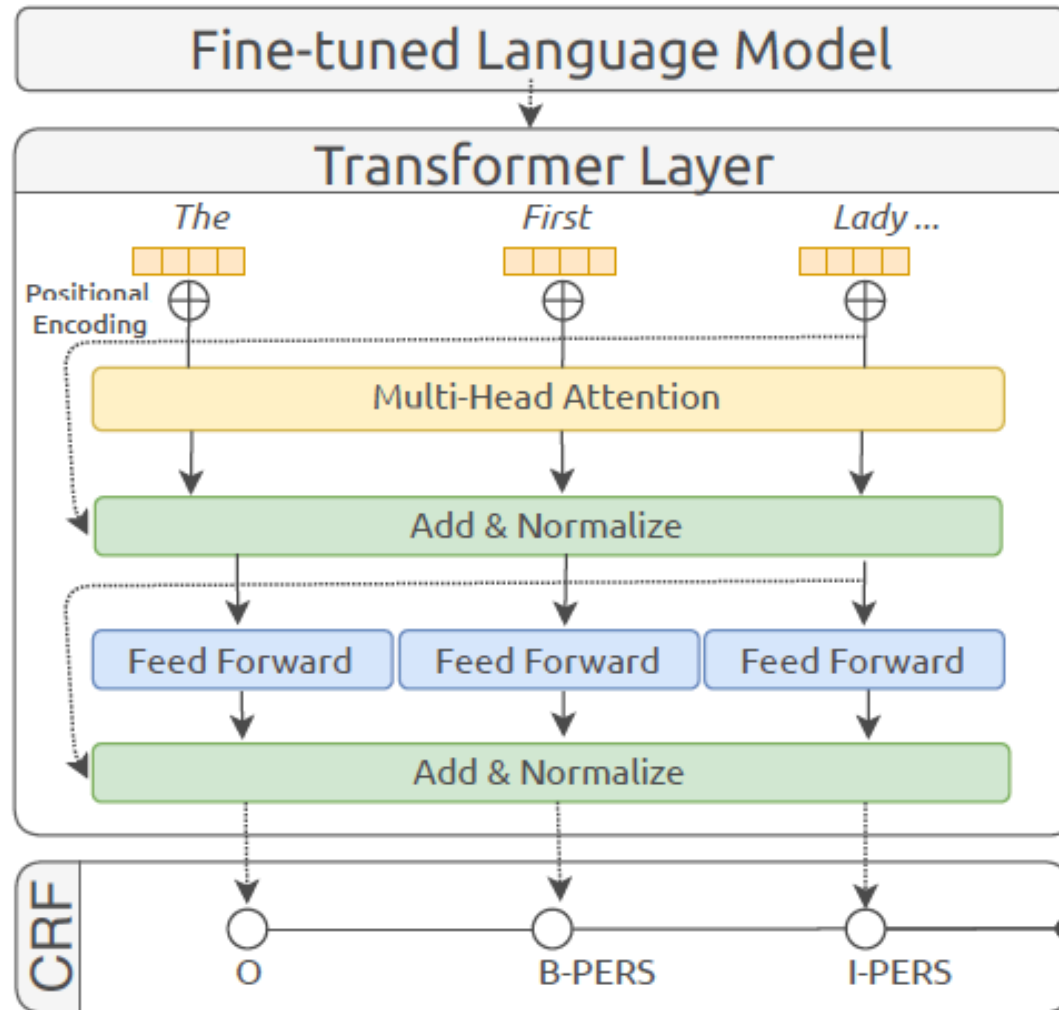 Fine-tuned Language Model
Transformer Layer
The First Lady ...
Positional
Encoding
Multi-Head Attention
Add & Normalize
Feed Forward Feed Forward Feed Forward
Add & Normalize
CRF
O B-PERS I-PERS